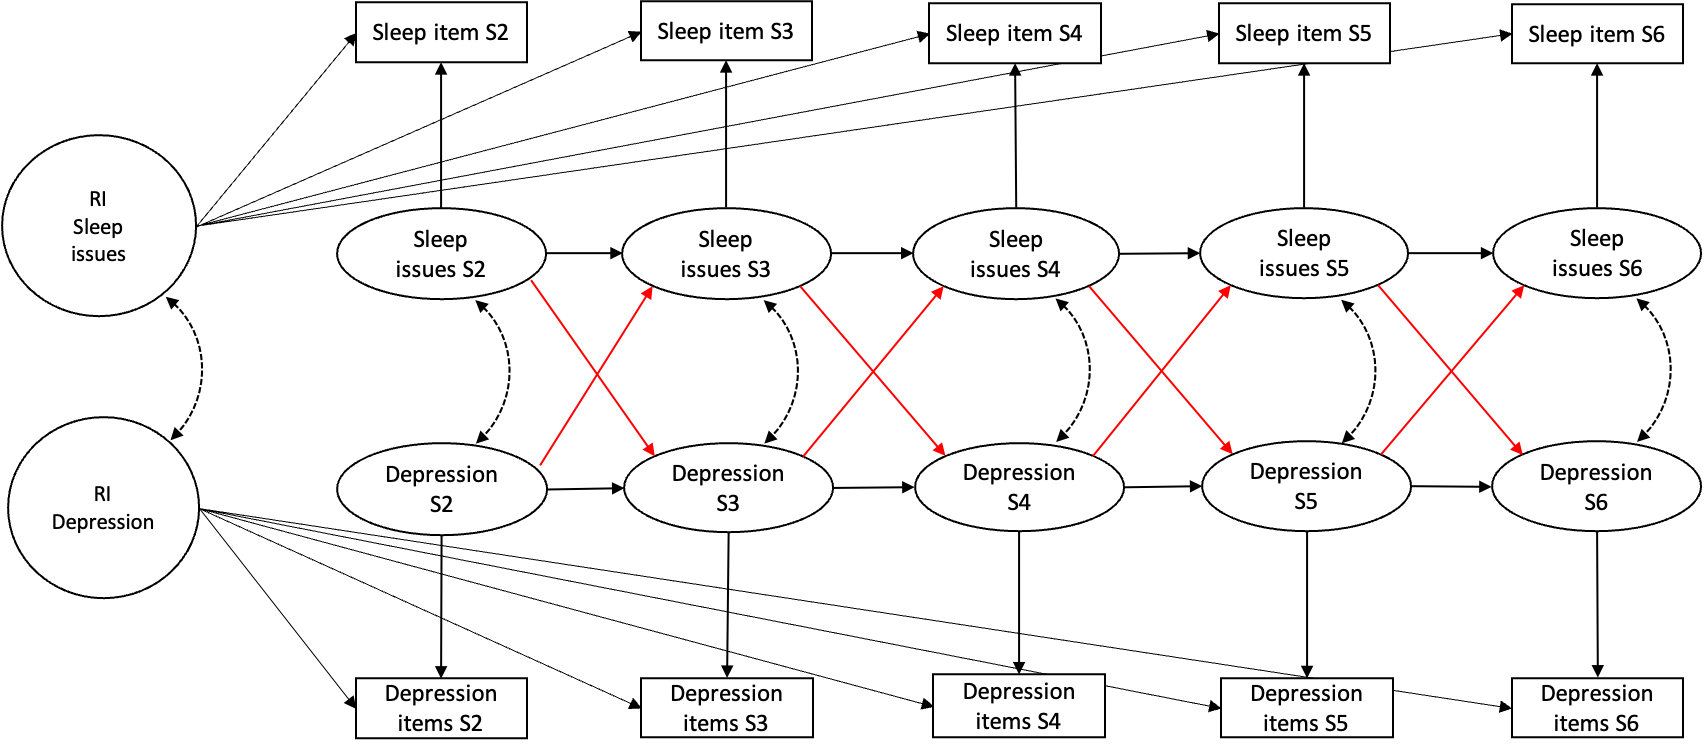 Sleep item S2
Sleep item S3
Sleep item S4
Sleep item S5
Sleep item S6
RI
Sleep
issues
Sleep
issues S2
Sleep
issues S3
Sleep
issues S4
Sleep
issues S5
Sleep
issues S6
RI
Depression
Depression
S2
Depression
S3
Depression
S4
Depression
S5
Depression
S6
Depression
items S2
Depression
items S3
Depression
items S4
Depression
items S5
Depression
items S6